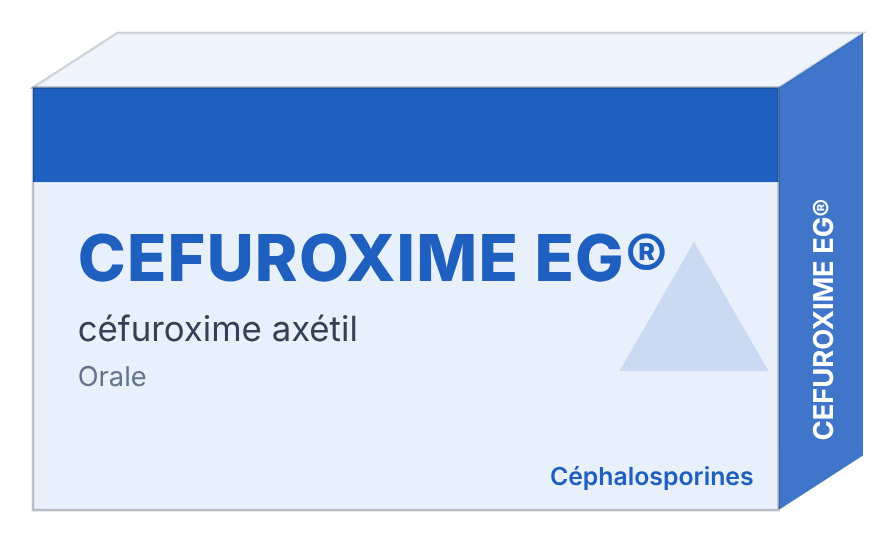 CEFUROXIME EG®
céfuroxime axétil
Orale
Céphalosporines
CEFUROXIME EG®